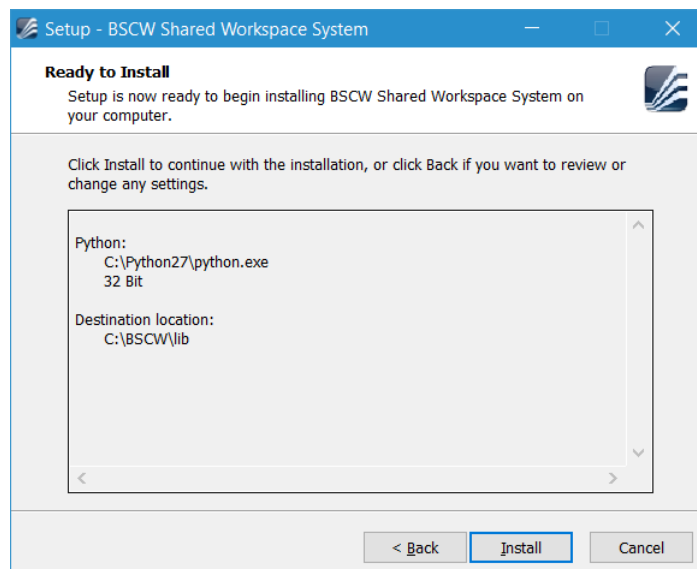 Setup - BSCW Shared Workspace System
Ready to Install
Setup is now ready to begin installing BSCW Shared Workspace System on
your computer.
Click Install to continue with the installation, or click Back if you want to review or
change any settings.
Python:
C:\Python27\python.exe
32 Bit
Destination location:
C:\BSCW\lib
< Back
Install
Cancel